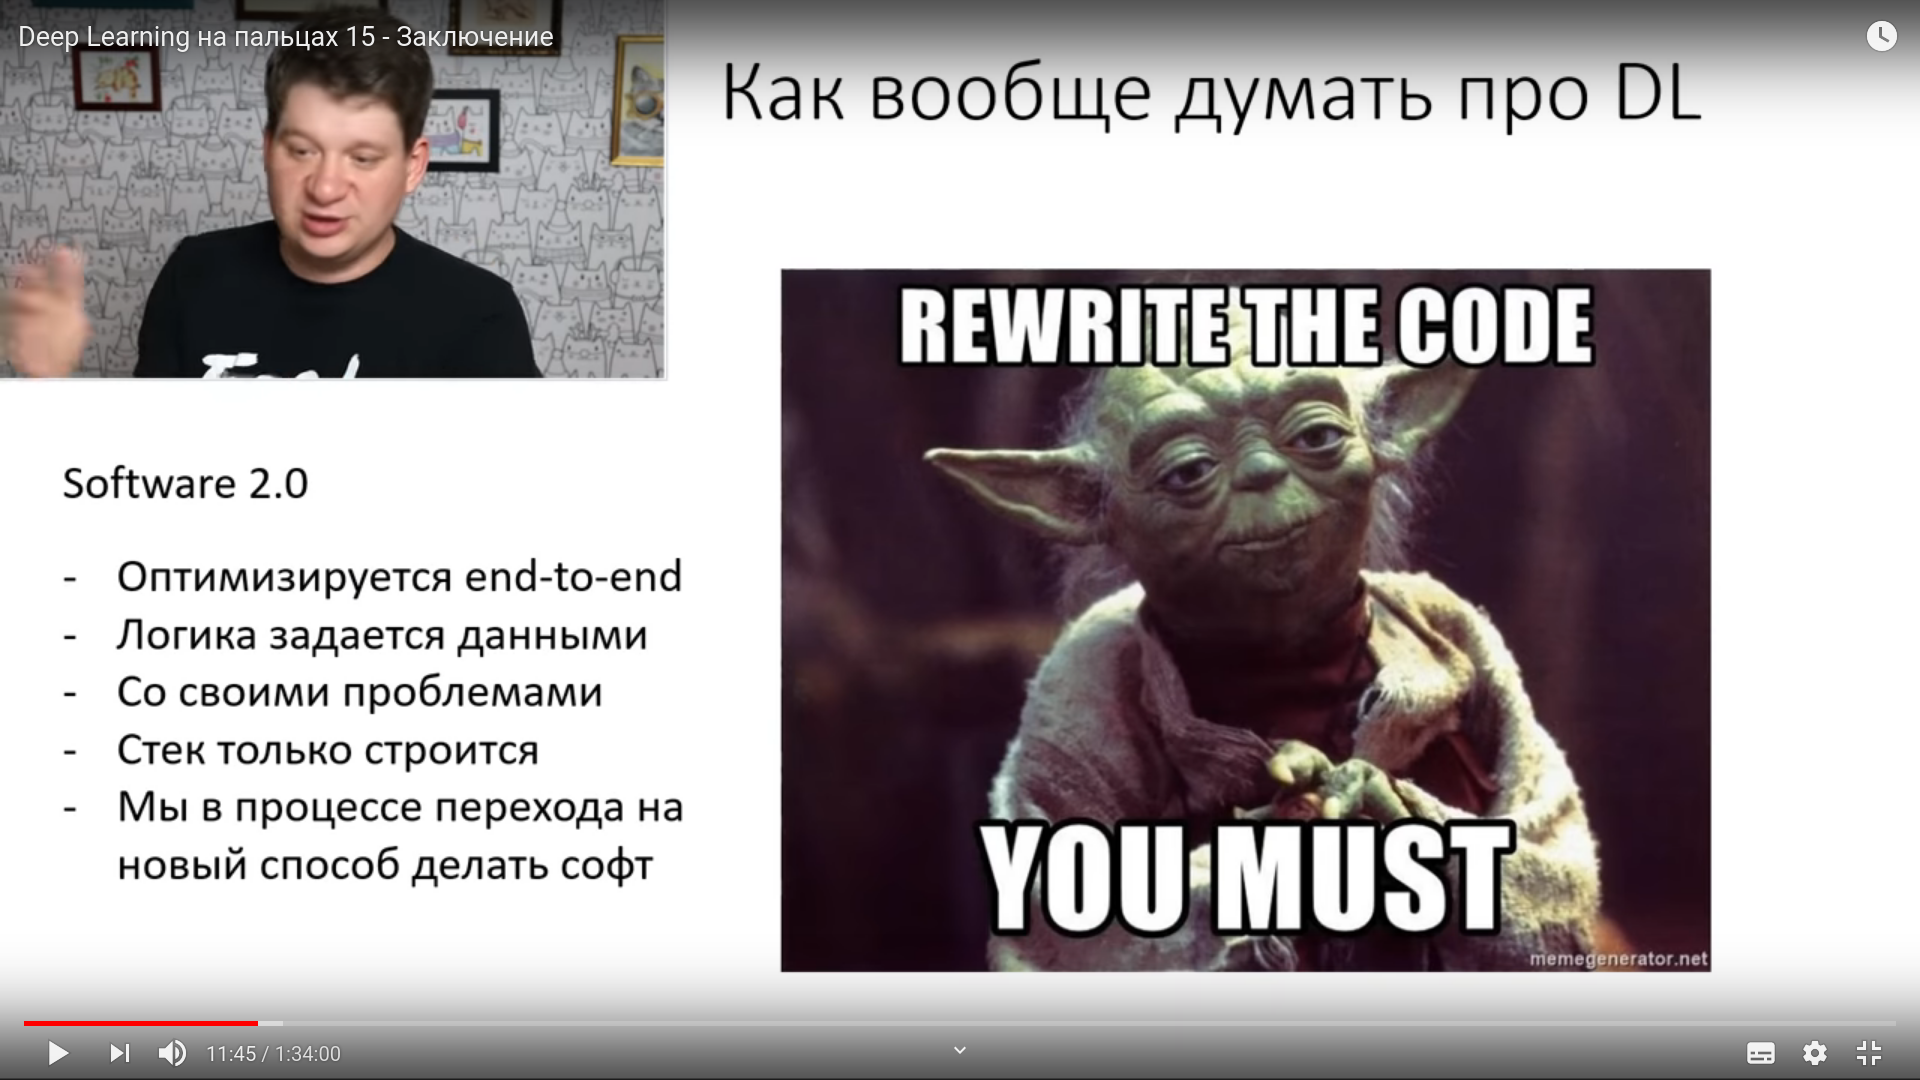 Deep Learning на пальцах 15 - Заключение
Как вообще думать про DL
REWRITE THE CODE
YOU MUST
memegenerator.net
Software 2.0
- Оптимизируется end-to-end
- Логика задается данными
- Со своими проблемами
- Стек только строится
- Мы в процессе перехода на
новый способ делать софт
11:45 / 1:34:00